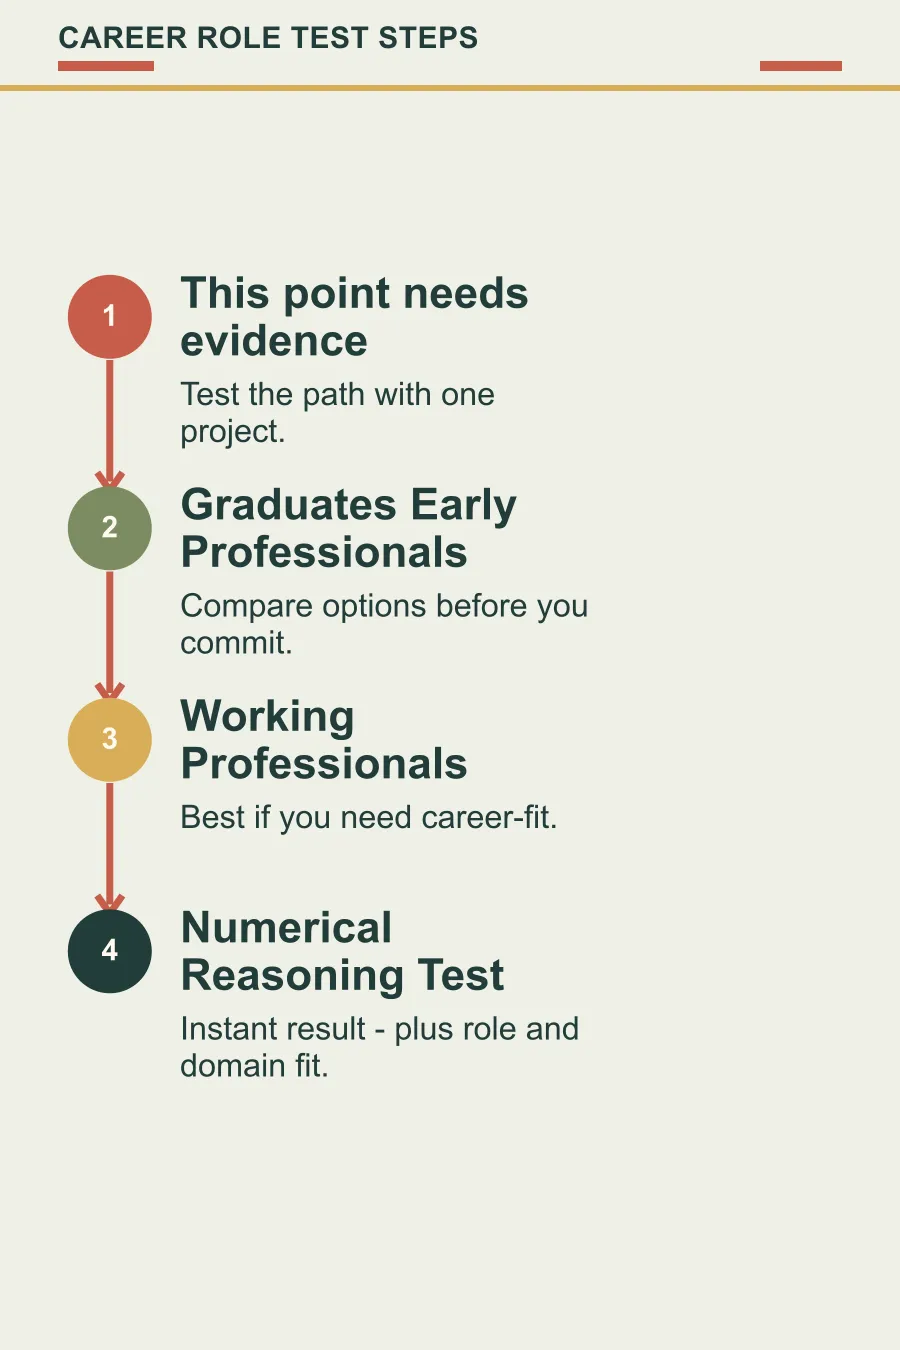 CAREER ROLE TEST STEPS
1
This point needs
evidence
Test the path with one
project.
2
Graduates Early
Professionals
Compare options before you
commit.
3
Working
Professionals
Best if you need career-fit.
4
Numerical
Reasoning Test
Instant result - plus role and
domain fit.